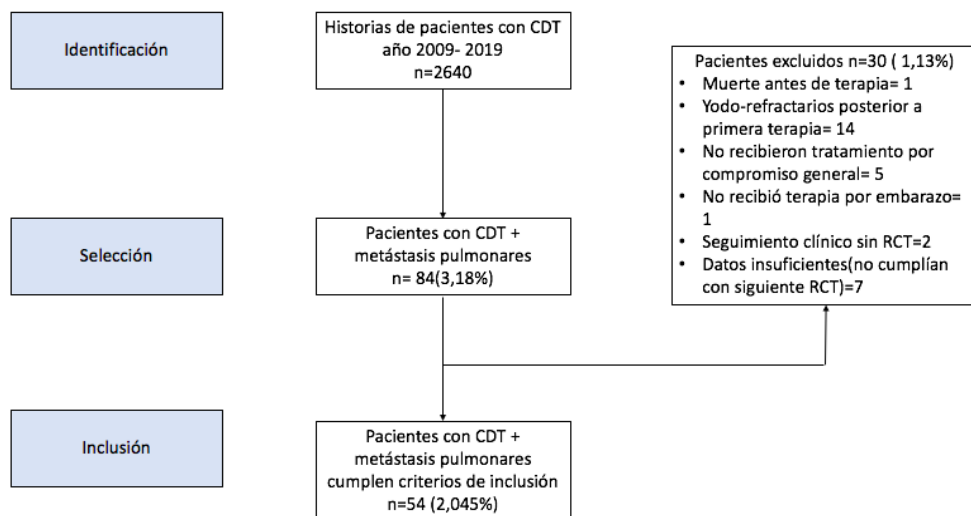 Identificación
Historias de pacientes con CDT
año 2009- 2019
n=2640
Pacientes excluidos n=30 ( 1,13%)
• Muerte antes de terapia= 1
• Yodo-refractarios posterior a
primera terapia= 14
• No recibieron tratamiento por
compromiso general= 5
• No recibió terapia por embarazo=
1
• Seguimiento clínico sin RCT=2
• Datos insuficientes(no cumplían
con siguiente RCT)=7
Selección
Pacientes con CDT +
metástasis pulmonares
n= 84(3,18%)
Inclusión
Pacientes con CDT +
metástasis pulmonares
cumplen criterios de inclusión
n=54 (2,045%)